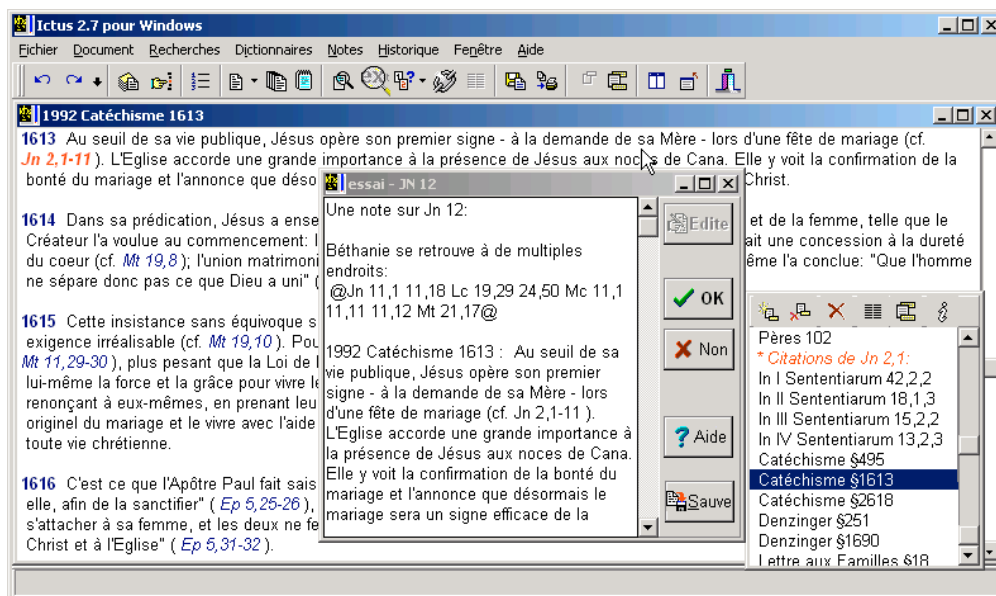 Ictus 2.7 pour Windows
Fichier Document Recherches Dictionnaires Notes Historique Fenêtre Aide
1992 Catéchisme 1613
1613 Au seuil de sa vie publique, Jésus opère son premier signe - à la demande de sa Mère - lors d'une fête de mariage (cf.
Jn 2,1-11 ). L'Eglise accorde une grande importance à la présence de Jésus aux noces de Cana. Elle y voit la confirmation de la
bonté du mariage et l'annonce que déso
Christ.
1614 Dans sa prédication, Jésus a ense
et de la femme, telle que le
Créateur l'a voulue au commencement: l
ait une concession à la dureté
du coeur (cf. Mt 19,8 ); l'union matrimoni
ême l'a conclue: "Que l'homme
ne sépare donc pas ce que Dieu a uni" (
1615 Cette insistance sans équivoque s
exigence irréalisable (cf. Mt 19,10 ). Pou
Mt 11,29-30 ), plus pesant que la Loi de
lui-même la force et la grâce pour vivre le
renonçant à eux-mêmes, en prenant leu
originel du mariage et le vivre avec l'aide
toute vie chrétienne.
1616 C'est ce que l'Apôtre Paul fait sais
elle, afin de la sanctifier" ( Ep 5,25-26 ),
s'attacher à sa femme, et les deux ne fe
Christ et à l'Eglise" ( Ep 5,31-32 ).
essai - JN 12
Une note sur Jn 12:
Béthanie se retrouve à de multiples
endroits:
@Jn 11,1 11,18 Lc 19,29 24,50 Mc 11,1
11,11 11,12 Mt 21,17@
1992 Catéchisme 1613 : Au seuil de sa
vie publique, Jésus opère son premier
signe - à la demande de sa Mère - lors
d'une fête de mariage (cf. Jn 2,1-11 ).
L'Eglise accorde une grande importance à
la présence de Jésus aux noces de Cana.
Elle y voit la confirmation de la bonté du
mariage et l'annonce que désormais le
mariage sera un signe efficace de la
Edite
OK
Non
Aide
Sauve
Pères 102
* Citations de Jn 2,1:
In I Sententiarum 42,2,2
In II Sententiarum 18,1,3
In III Sententiarum 15,2,2
In IV Sententiarum 13,2,3
Catéchisme §495
Catéchisme §1613
Catéchisme §2618
Denzinger §251
Denzinger §1690
Lettre aux Familles §18